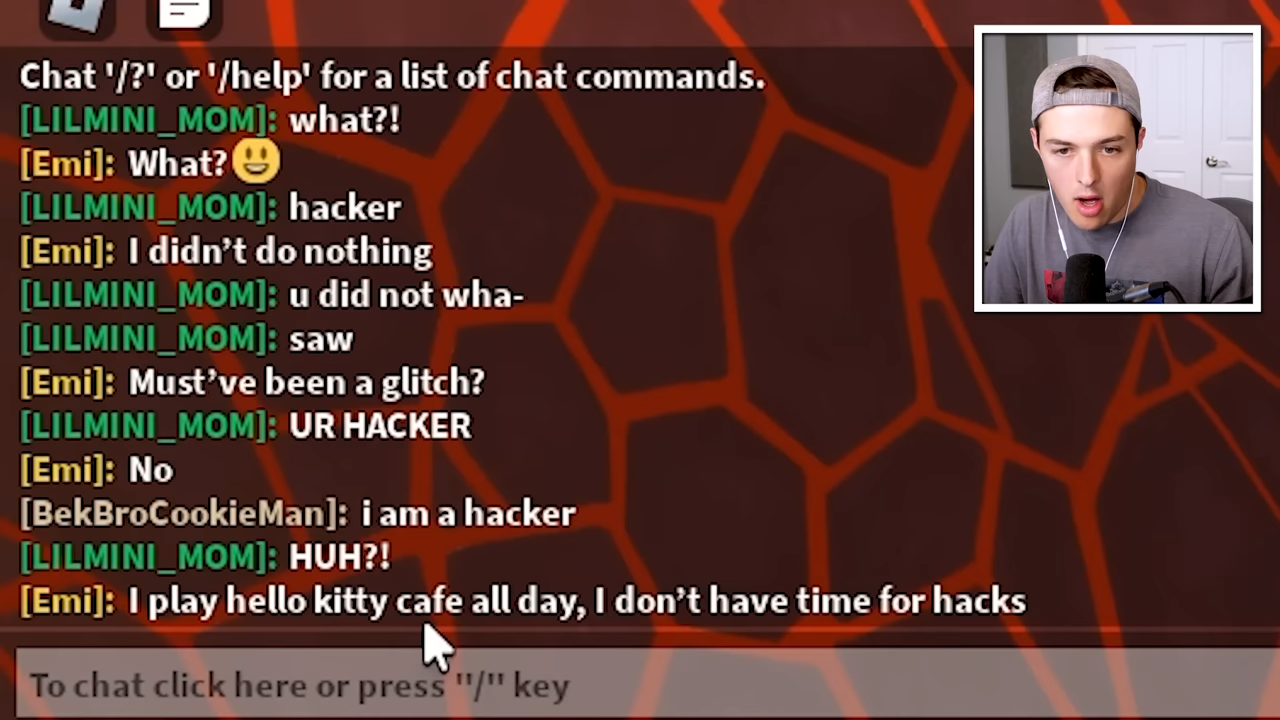 Chat '/?' or '/help' for a list of chat commands.
[LILMINI_MOM]: what?!
[Emi]: What?😃
[LILMINI_MOM]: hacker
[Emi]: I didn’t do nothing
[LILMINI_MOM]: u did not wha-
[LILMINI_MOM]: saw
[Emi]: Must’ve been a glitch?
[LILMINI_MOM]: UR HACKER
[Emi]: No
[BekBroCookieMan]: i am a hacker
[LILMINI_MOM]: HUH?!
[Emi]: I play hello kitty cafe all day, I don’t have time for hacks
To chat click here or press "/" key